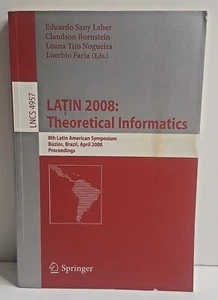 Eduardo Sany Laber
Claudson Bornstein
Loana Tito Nogueira
Luerbio Faria (Eds.)
LNCS 4957
LATIN 2008:
Theoretical Informatics
8th Latin American Symposium
Búzios, Brazil, April 2008
Proceedings
Springer